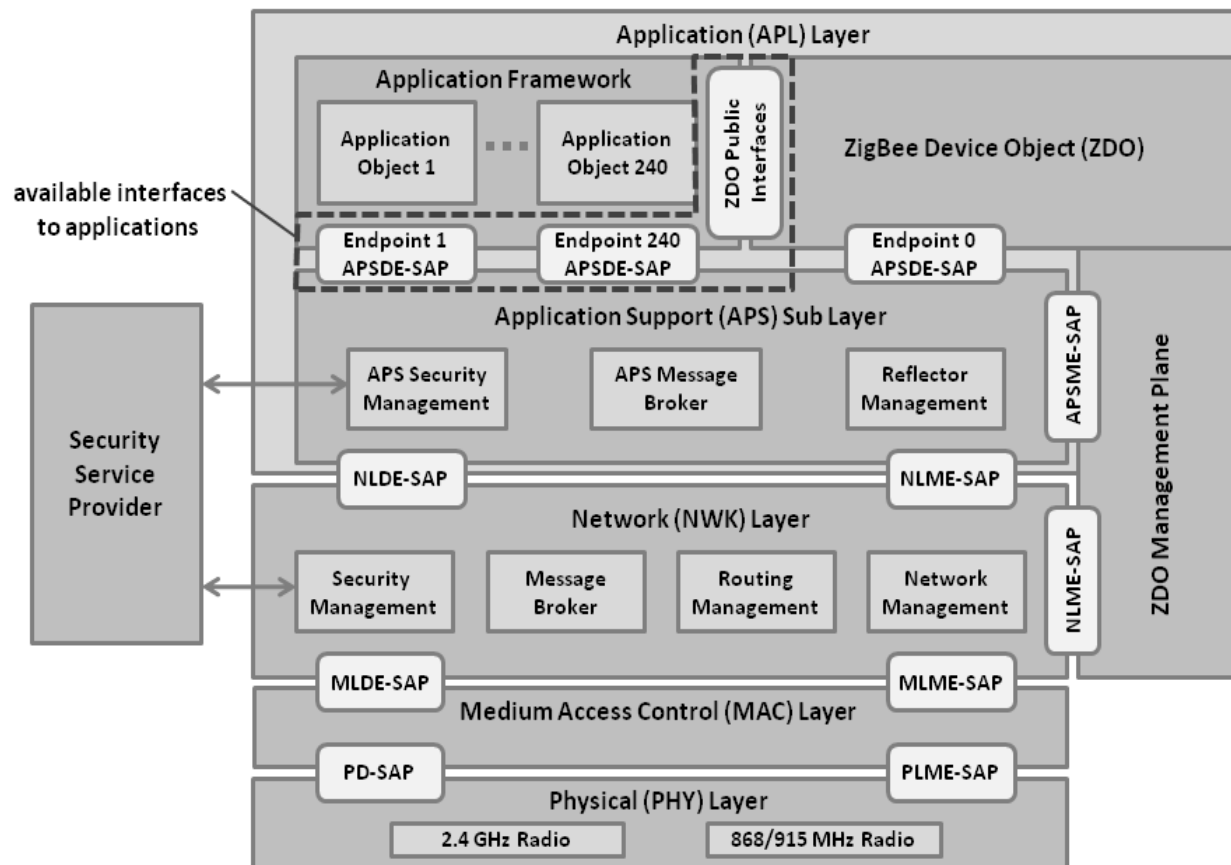 Application (APL) Layer
Application Framework
Application
Object 1
Application
Object 240
ZDO Public
Interfaces
ZigBee Device Object (ZDO)
available interfaces
to applications
Endpoint 1
APSDE-SAP
Endpoint 240
APSDE-SAP
Endpoint 0
APSDE-SAP
Application Support (APS) Sub Layer
APS Security
Management
APS Message
Broker
Reflector
Management
APSME-SAP
ZDO Management Plane
Security
Service
Provider
NLDE-SAP
NLME-SAP
Network (NWK) Layer
Security
Management
Message
Broker
Routing
Management
Network
Management
NLME-SAP
MLDE-SAP
MLME-SAP
Medium Access Control (MAC) Layer
PD-SAP
PLME-SAP
Physical (PHY) Layer
2.4 GHz Radio
868/915 MHz Radio